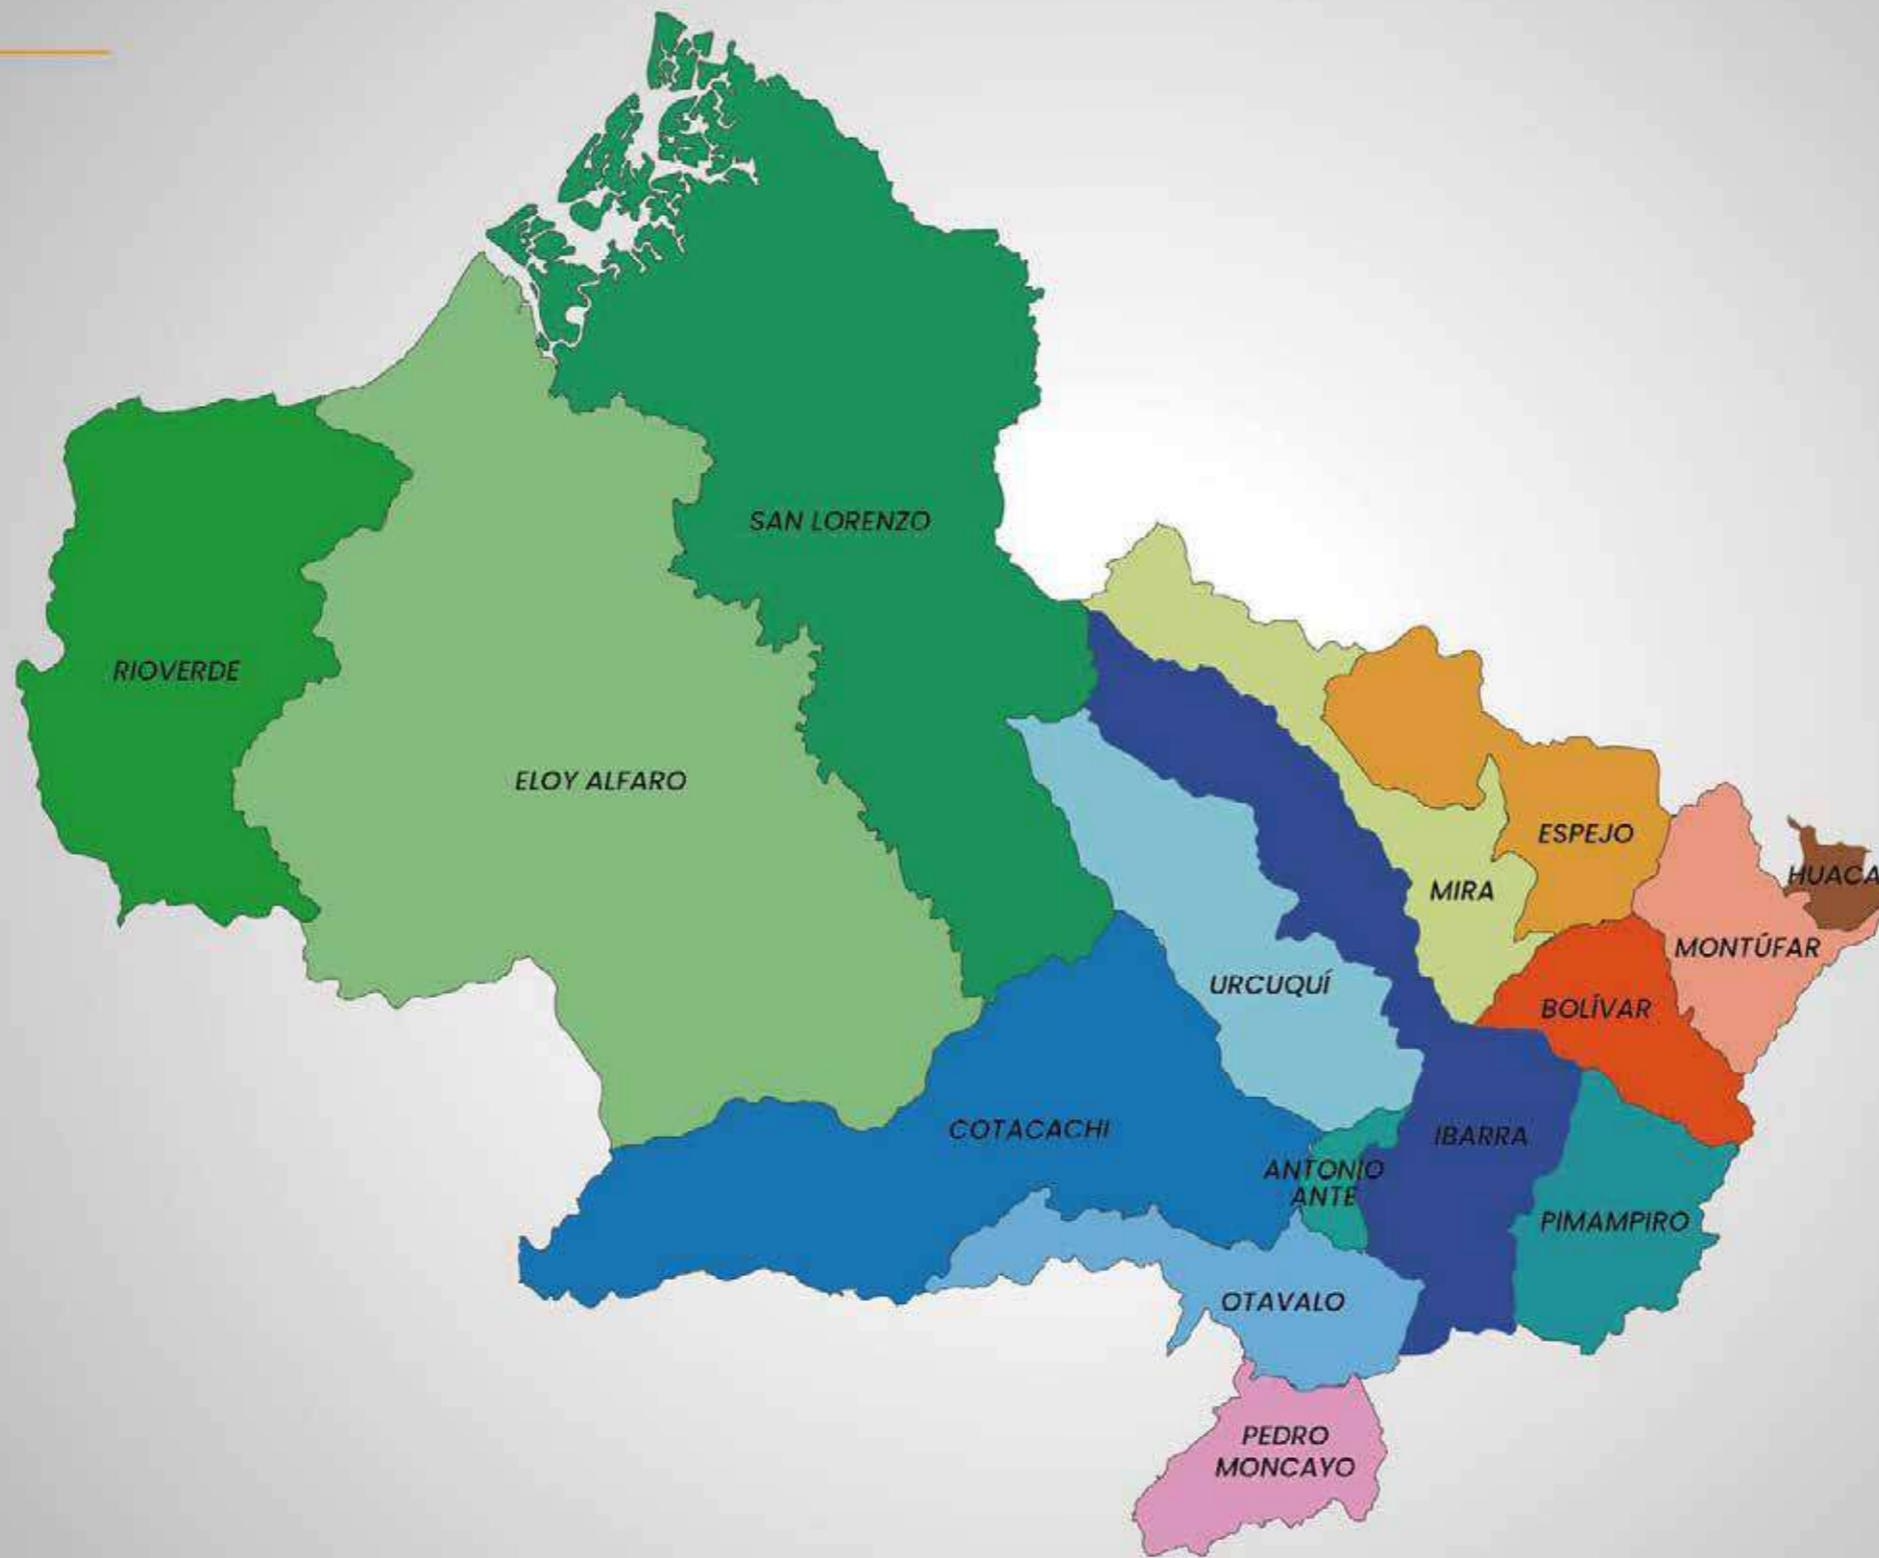 SAN LORENZO
RIOVERDE
ELOY ALFARO
ESPEJO
HUACA
MIRA
MONTÚFAR
URCUQUÍ
BOLÍVAR
COTACACHI
IBARRA
ANTONIO
ANTE
PIMAMPIRO
OTAVALO
PEDRO
MONCAYO